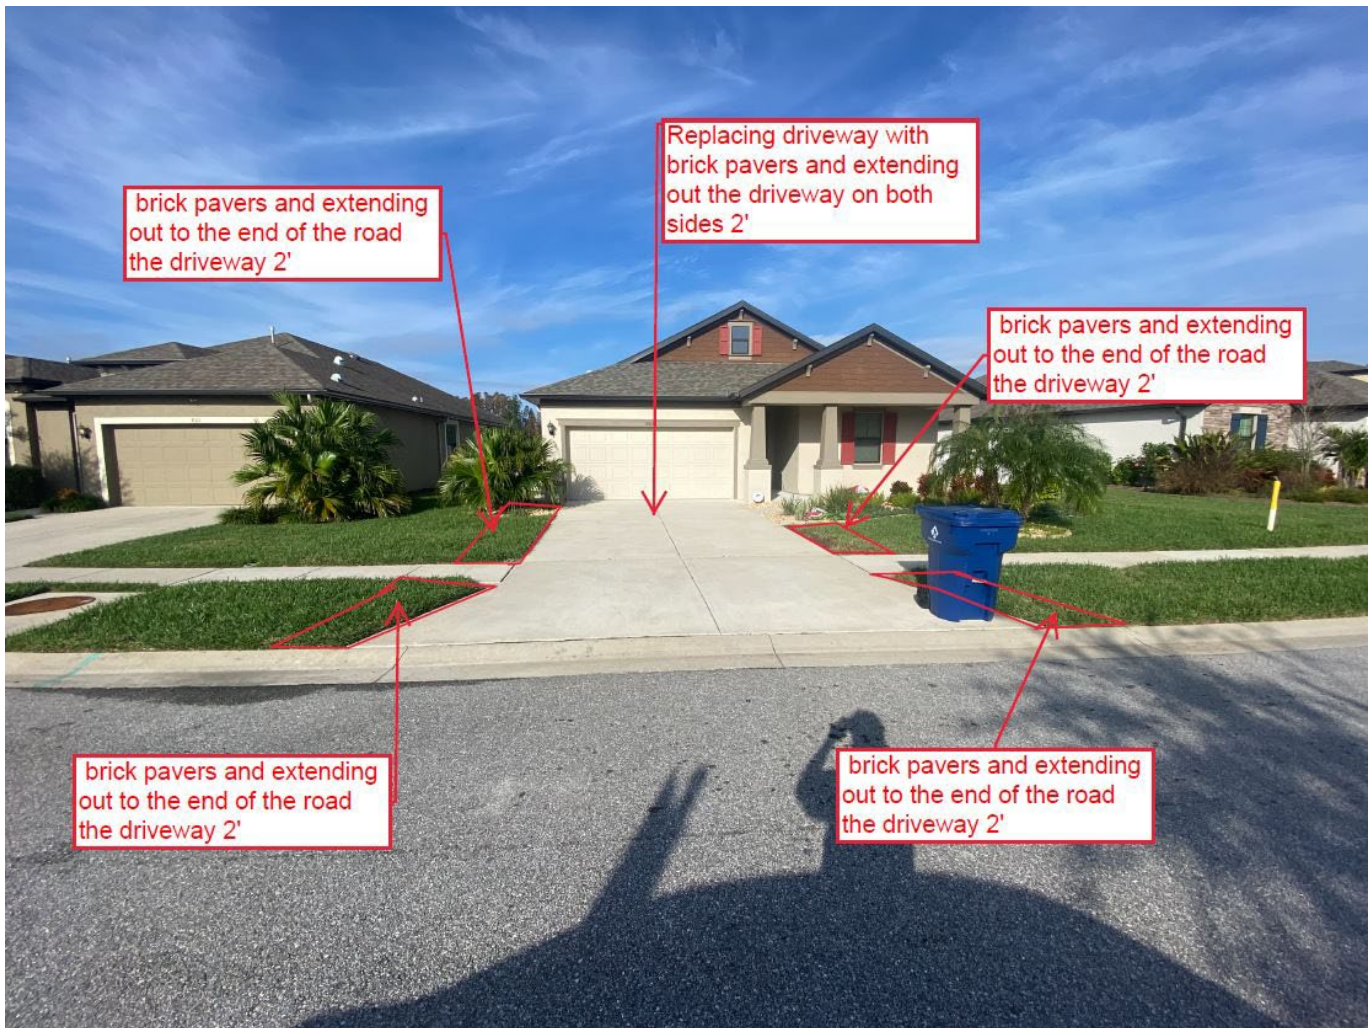 Replacing driveway with
brick pavers and extending
out the driveway on both
sides 2'
brick pavers and extending
out to the end of the road
the driveway 2'
brick pavers and extending
out to the end of the road
the driveway 2'
brick pavers and extending
out to the end of the road
the driveway 2'
brick pavers and extending
out to the end of the road
the driveway 2'